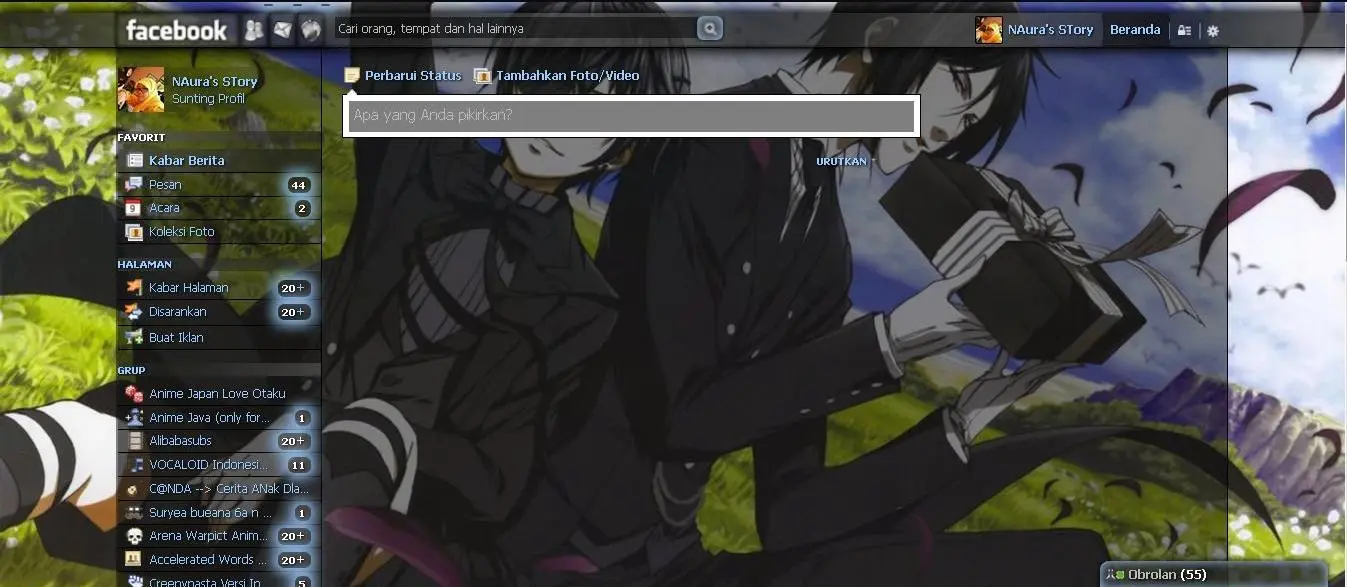 facebook
Cari orang, tempat dan hal lainnya
NAura's STory
Beranda
NAura's STory
Sunting Profil
Perbarui Status
Tambahkan Foto/Video
Apa yang Anda pikirkan?
URUTKAN
FAVORIT
Kabar Berita
Pesan 44
9
Acara 2
Koleksi Foto
HALAMAN
Kabar Halaman 20+
Disarankan 20+
Buat Iklan
GRUP
Anime Japan Love Otaku
Anime Java (only for... 1
Alibabasubs 20+
VOCALOID Indonesi... 11
C@NDA --> Cerita ANak Dla...
Suryea bueana 6a n ... 1
Arena Warpict Anim... 20+
Accelerated Words ... 20+
Creepypasta Versi In... 5
Obrolan (55)